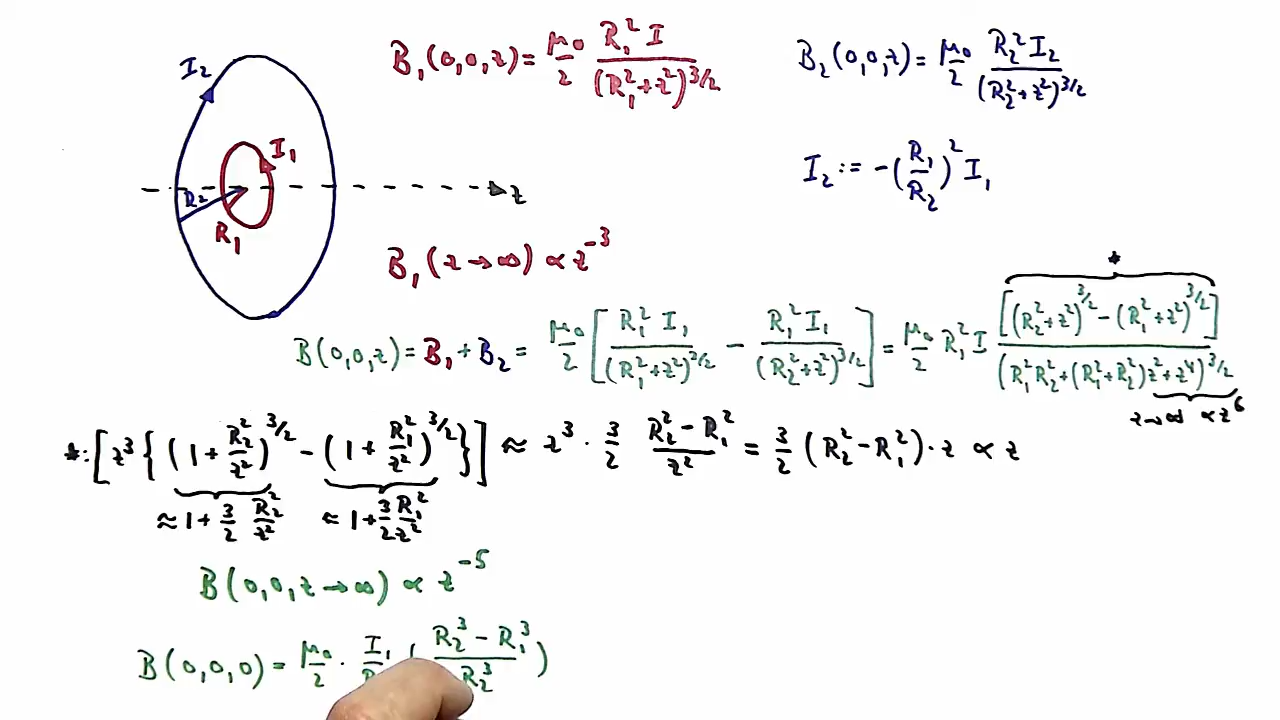 B₁(0,0,z) = μ₀/2 R₁² I/(R₁²+z²)^3/2
B₂(0,0,z) = μ₀/2 R₂² I₂/(R₂²+z²)^3/2
I₂
I₁
I₂ := -(R₁/R₂)² I₁
R₂
z
R₁
B₁(z→∞) ∝ z⁻³
*
B(0,0,z) = B₁ + B₂ = μ₀/2 [R₁² I₁/(R₁²+z²)^3/2 - R₁² I₁/(R₂²+z²)^3/2] = μ₀/2 R₁² I [(R₂²+z²)^3/2 - (R₁²+z²)^3/2]/(R₁²R₂²+(R₁²+R₂²)z²+z⁴)^3/2
z→∞ ∝ z⁶
*: [z³{(1+R₂²/z²)^3/2 - (1+R₁²/z²)^3/2}] ≈ z³ · 3/2 R₂²-R₁²/z² = 3/2 (R₂²-R₁²) · z ∝ z
≈ 1+3/2 R₂²/z² ≈ 1+3/2 R₁²/z²
B(0,0,z→∞) ∝ z⁻⁵
B(0,0,0) = μ₀/2 · I₁/R ( R₂³-R₁³/R₂³ )